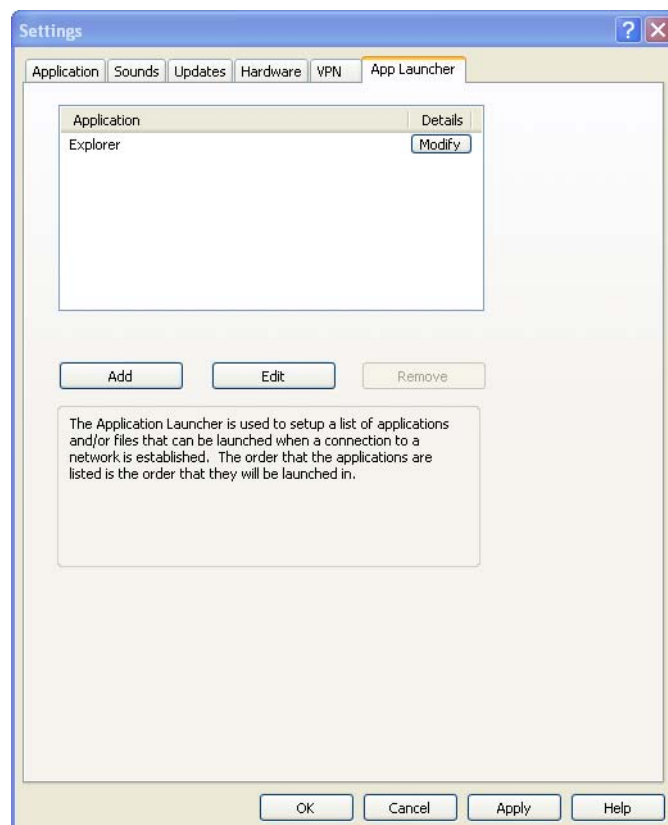 Settings
?
Application Sounds Updates Hardware VPN App Launcher
Application Details
Explorer Modify
Add Edit Remove
The Application Launcher is used to setup a list of applications
and/or files that can be launched when a connection to a
network is established. The order that the applications are
listed is the order that they will be launched in.
OK Cancel Apply Help